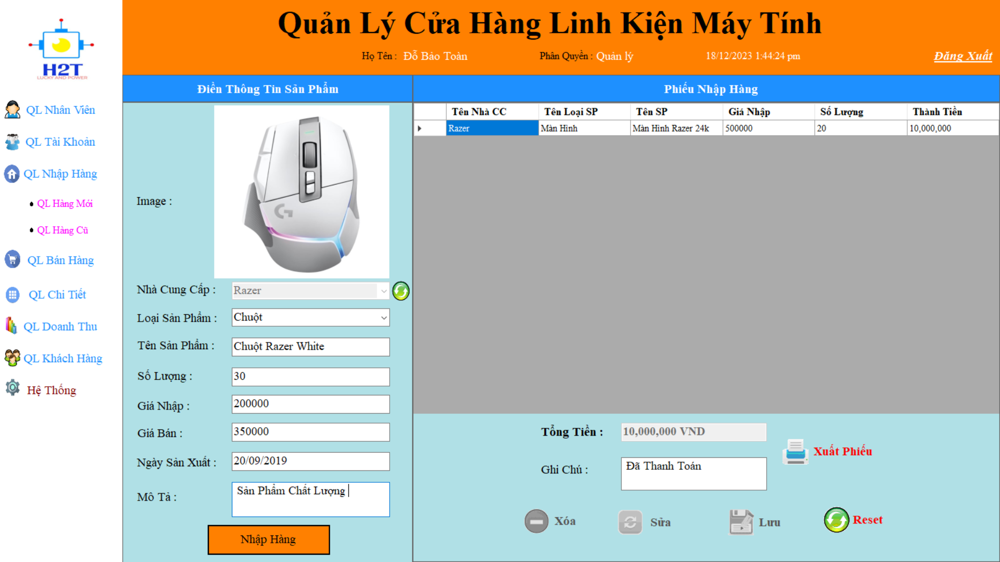 H2T
LUCKY AND POWER
Quản Lý Cửa Hàng Linh Kiện Máy Tính
Họ Tên : Đỗ Bảo Toàn Phân Quyền : Quản lý 18/12/2023 1:44:24 pm Đăng Xuất
QL Nhân Viên
QL Tài Khoản
QL Nhập Hàng
QL Hàng Mới
QL Hàng Cũ
QL Bán Hàng
QL Chi Tiết
QL Doanh Thu
QL Khách Hàng
Hệ Thống
Điền Thông Tin Sản Phẩm
Image :
G
Nhà Cung Cấp : Razer
Loại Sản Phẩm : Chuột
Tên Sản Phẩm : Chuột Razer White
Số Lượng : 30
Giá Nhập : 200000
Giá Bán : 350000
Ngày Sản Xuất : 20/09/2019
Mô Tả : Sản Phẩm Chất Lượng
Nhập Hàng
Phiếu Nhập Hàng
Tên Nhà CC Tên Loại SP Tên SP Giá Nhập Số Lượng Thành Tiền
Razer Màn Hình Màn Hình Razer 24k 500000 20 10,000,000
Tổng Tiền : 10,000,000 VND
Xuất Phiếu
Ghi Chú : Đã Thanh Toán
Xóa Sửa Lưu Reset